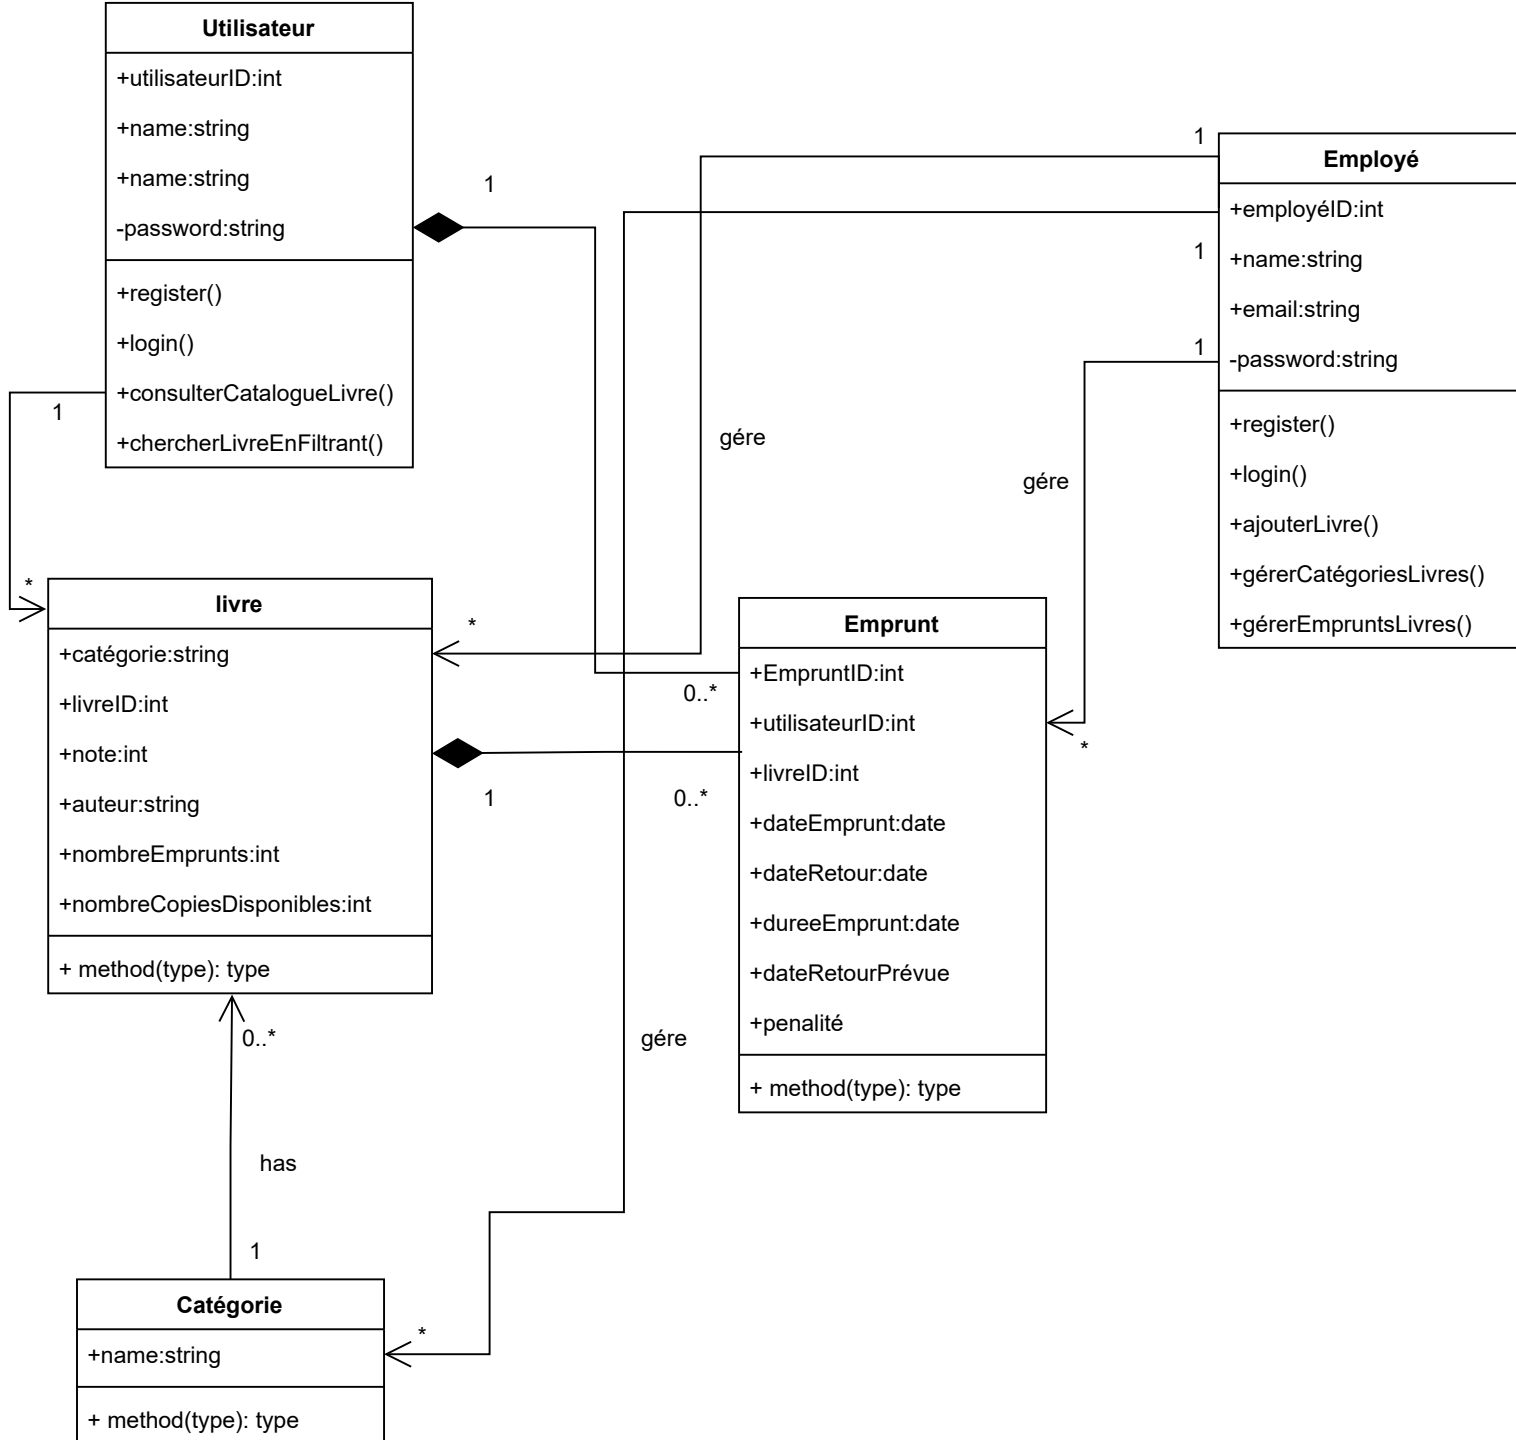 Utilisateur
+utilisateurID:int
+name:string
+name:string
-password:string
+register()
+login()
+consulterCatalogueLivre()
+chercherLivreEnFiltrant()
1
1
*
1
1
1
Employé
+employéID:int
+name:string
+email:string
-password:string
+register()
+login()
+ajouterLivre()
+gérerCatégoriesLivres()
+gérerEmpruntsLivres()
gére
gére
livre
+catégorie:string
+livreID:int
+note:int
+auteur:string
+nombreEmprunts:int
+nombreCopiesDisponibles:int
+ method(type): type
*
0..*
1
0..*
Emprunt
+EmpruntID:int
+utilisateurID:int
+livreID:int
+dateEmprunt:date
+dateRetour:date
+dureeEmprunt:date
+dateRetourPrévue
+penalité
+ method(type): type
*
0..*
gére
has
1
Catégorie
+name:string
+ method(type): type
*